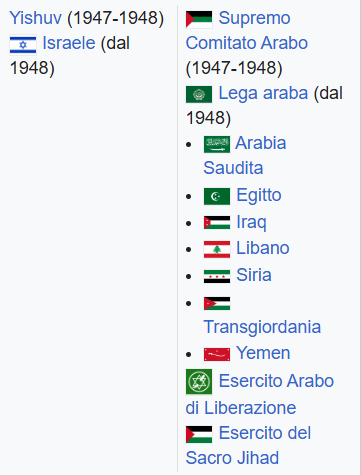 Yishuv (1947-1948)
Israele (dal
1948)
Supremo
Comitato Arabo
(1947-1948)
Lega araba (dal
1948)
Arabia
Saudita
Egitto
Iraq
Libano
Siria
Transgiordania
Yemen
Esercito Arabo
di Liberazione
Esercito del
Sacro Jihad